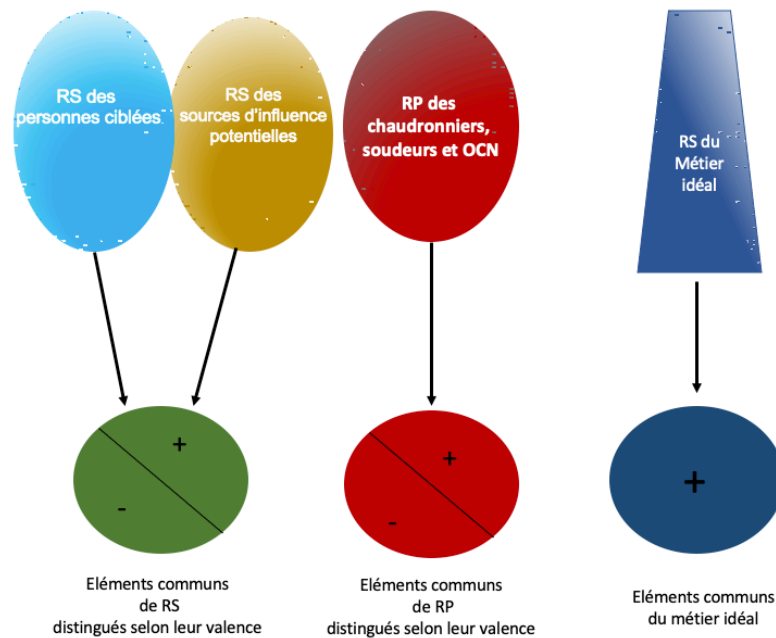 RS des
personnes ciblées
RS des
sources d'influence
potentielles
RP des
chaudronniers,
soudeurs et OCN
RS du
Métier
idéal
+
-
+
-
+
Eléments communs
de RS
distingués selon leur valence
Eléments communs
de RP
distingués selon leur valence
Eléments communs
du métier idéal